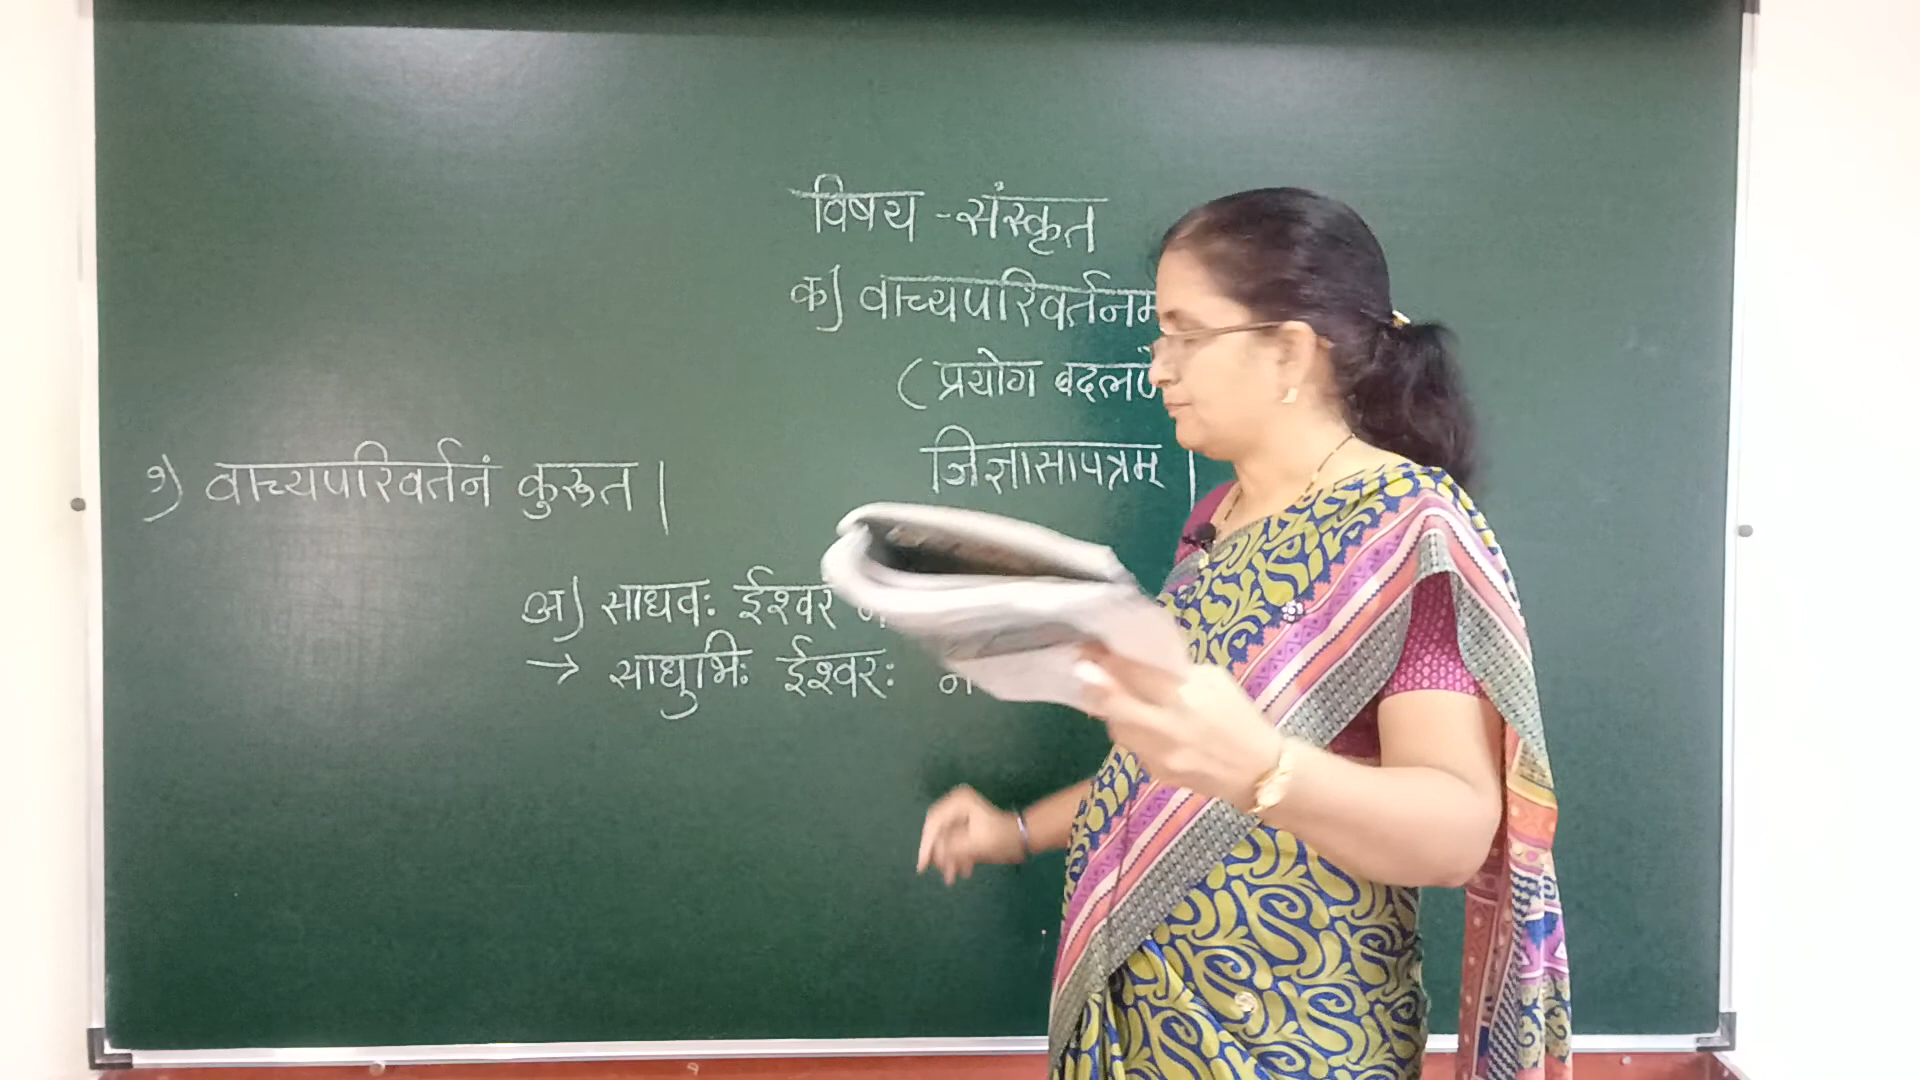 विषय - संस्कृत
क) वाच्यपरिवर्तनम
( प्रयोग बदलणे
जिज्ञासापत्रम् |
१) वाच्यपरिवर्तनं कुरुत |
अ) साधवः ईश्वर
→ साधुभिः ईश्वरः